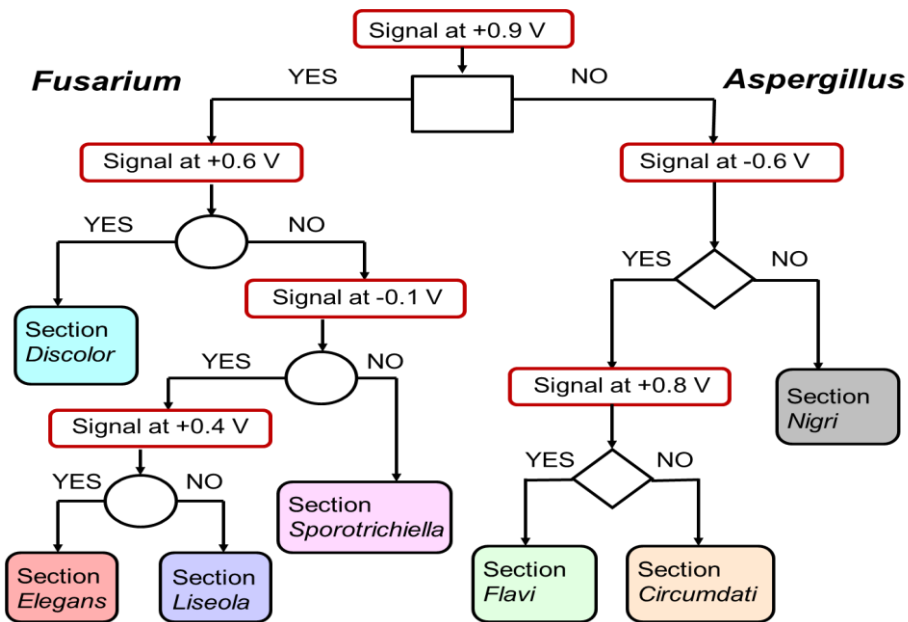 Signal at +0.9 V
Fusarium
YES
NO
Aspergillus
Signal at +0.6 V
Signal at -0.6 V
YES
NO
YES
NO
Signal at -0.1 V
Section
Discolor
YES
NO
Signal at +0.8 V
Section
Nigri
Signal at +0.4 V
YES
NO
YES
NO
Section
Sporotrichiella
Section
Elegans
Section
Liseola
Section
Flavi
Section
Circumdati